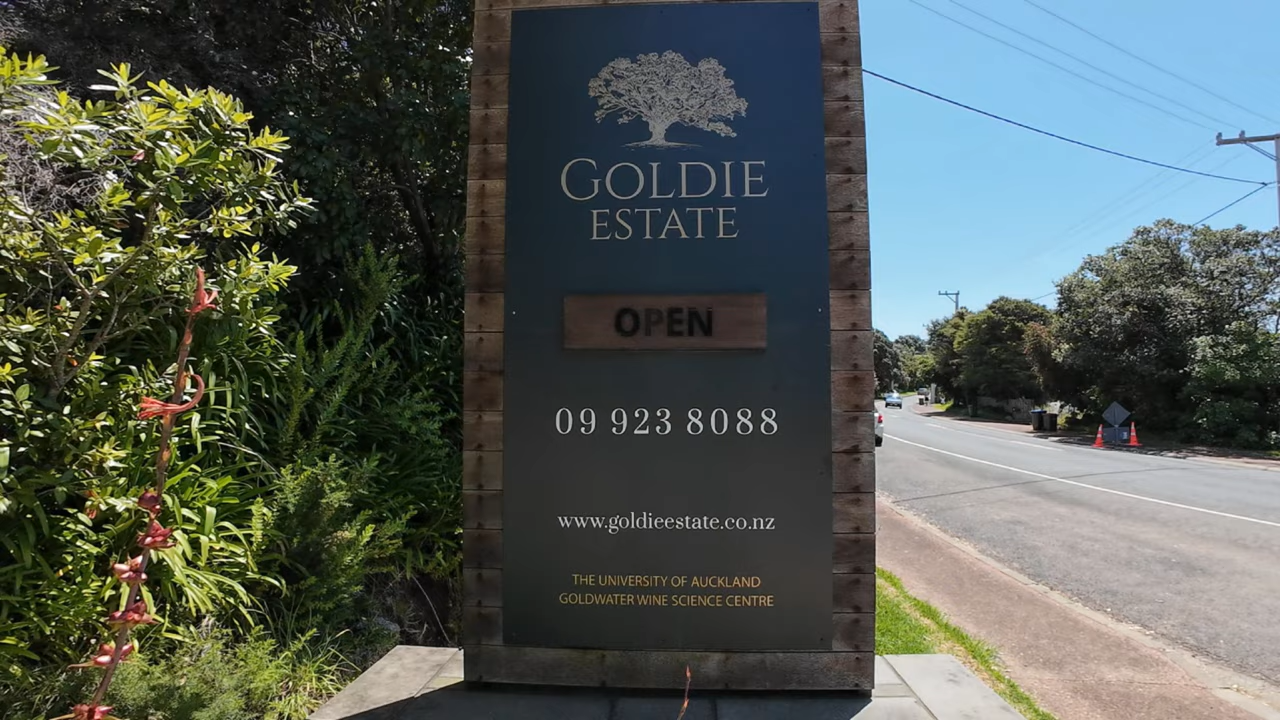 GOLDIE
ESTATE
OPEN
09 923 8088
www.goldieestate.co.nz
THE UNIVERSITY OF AUCKLAND
GOLDWATER WINE SCIENCE CENTRE